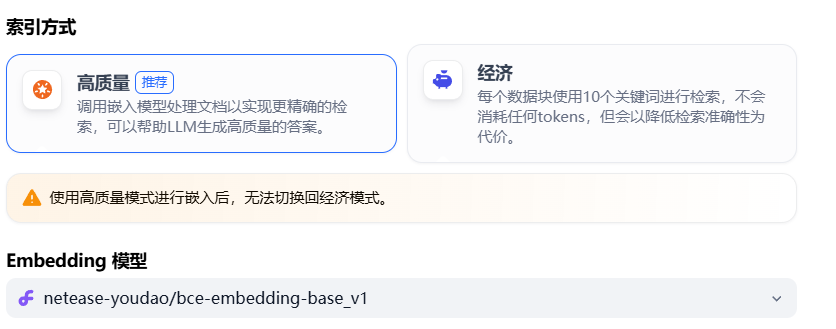 索引方式
高质量 推荐
调用嵌入模型处理文档以实现更精确的检
索，可以帮助LLM生成高质量的答案。
经济
每个数据块使用10个关键词进行检索，不会
消耗任何tokens，但会以降低检索准确性为
代价。
使用高质量模式进行嵌入后，无法切换回经济模式。
Embedding 模型
netease-youdao/bce-embedding-base_v1